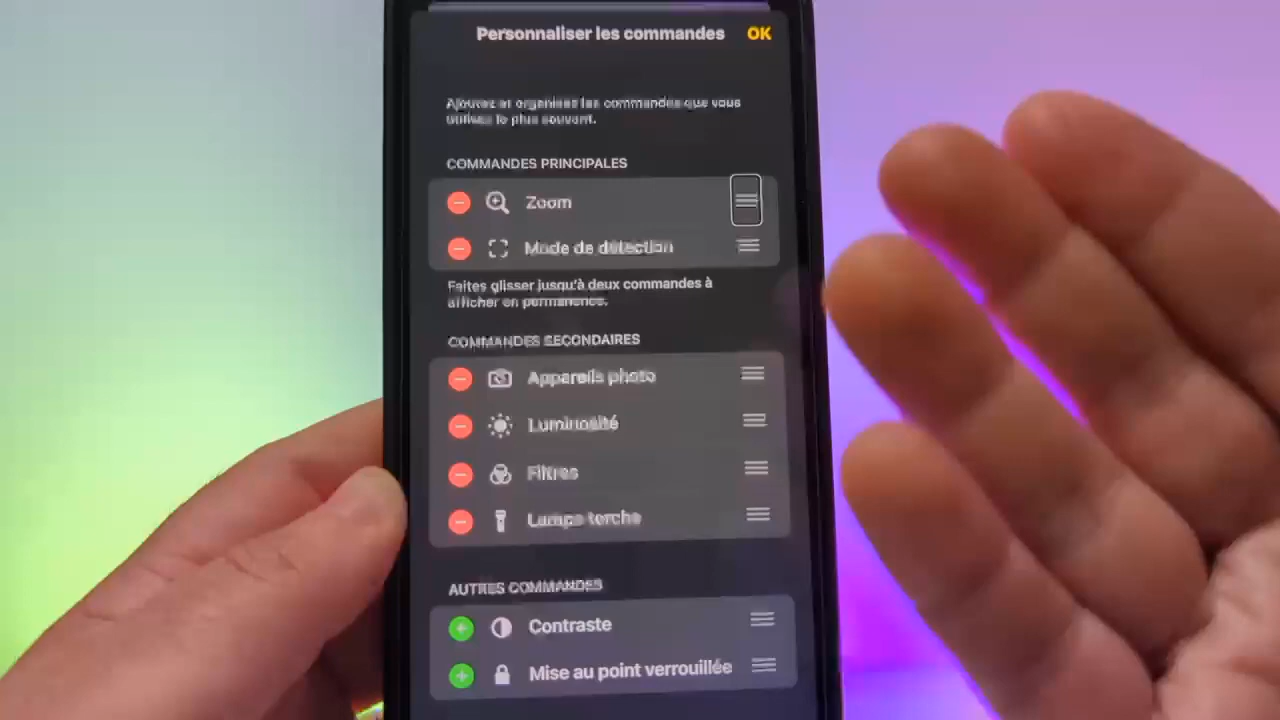 Personnaliser les commandes OK
Ajoutez et organisez les commandes que vous
utilisez le plus souvent.
COMMANDES PRINCIPALES
Zoom
Mode de détection
Faites glisser jusqu'à deux commandes à
afficher en permanence.
COMMANDES SECONDAIRES
Appareils photo
Luminosité
Filtres
Lampe torche
AUTRES COMMANDES
Contraste
Mise au point verrouillée